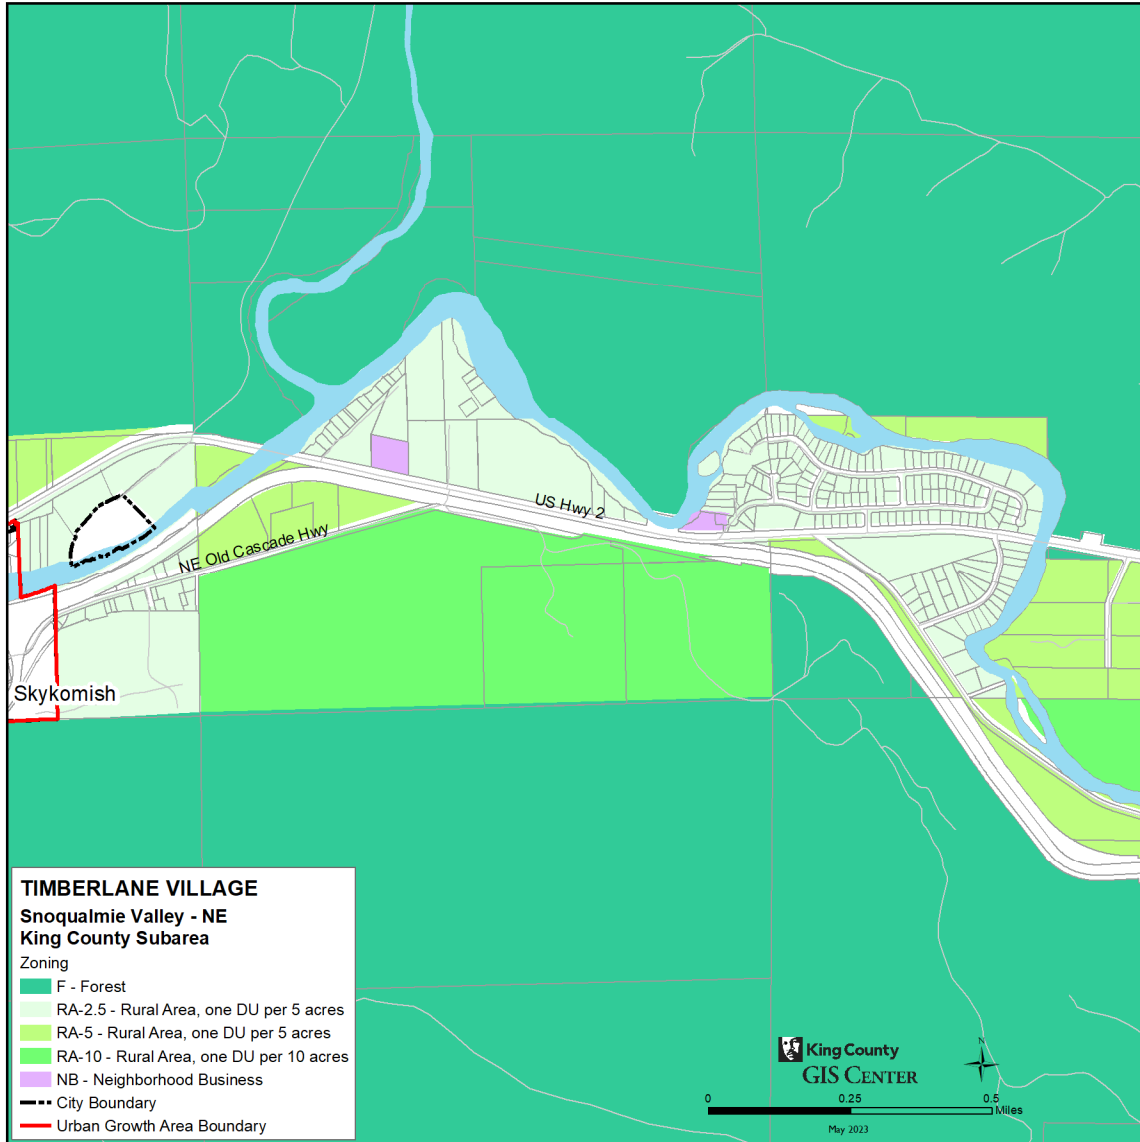 US Hwy 2
NE Old Cascade Hwy
Skykomish
TIMBERLANE VILLAGE
Snoqualmie Valley - NE
King County Subarea
Zoning
F - Forest
RA-2.5 - Rural Area, one DU per 5 acres
RA-5 - Rural Area, one DU per 5 acres
RA-10 - Rural Area, one DU per 10 acres
NB - Neighborhood Business
City Boundary
Urban Growth Area Boundary
King County
GIS CENTER
N
0 0.25 0.5
Miles
May 2023